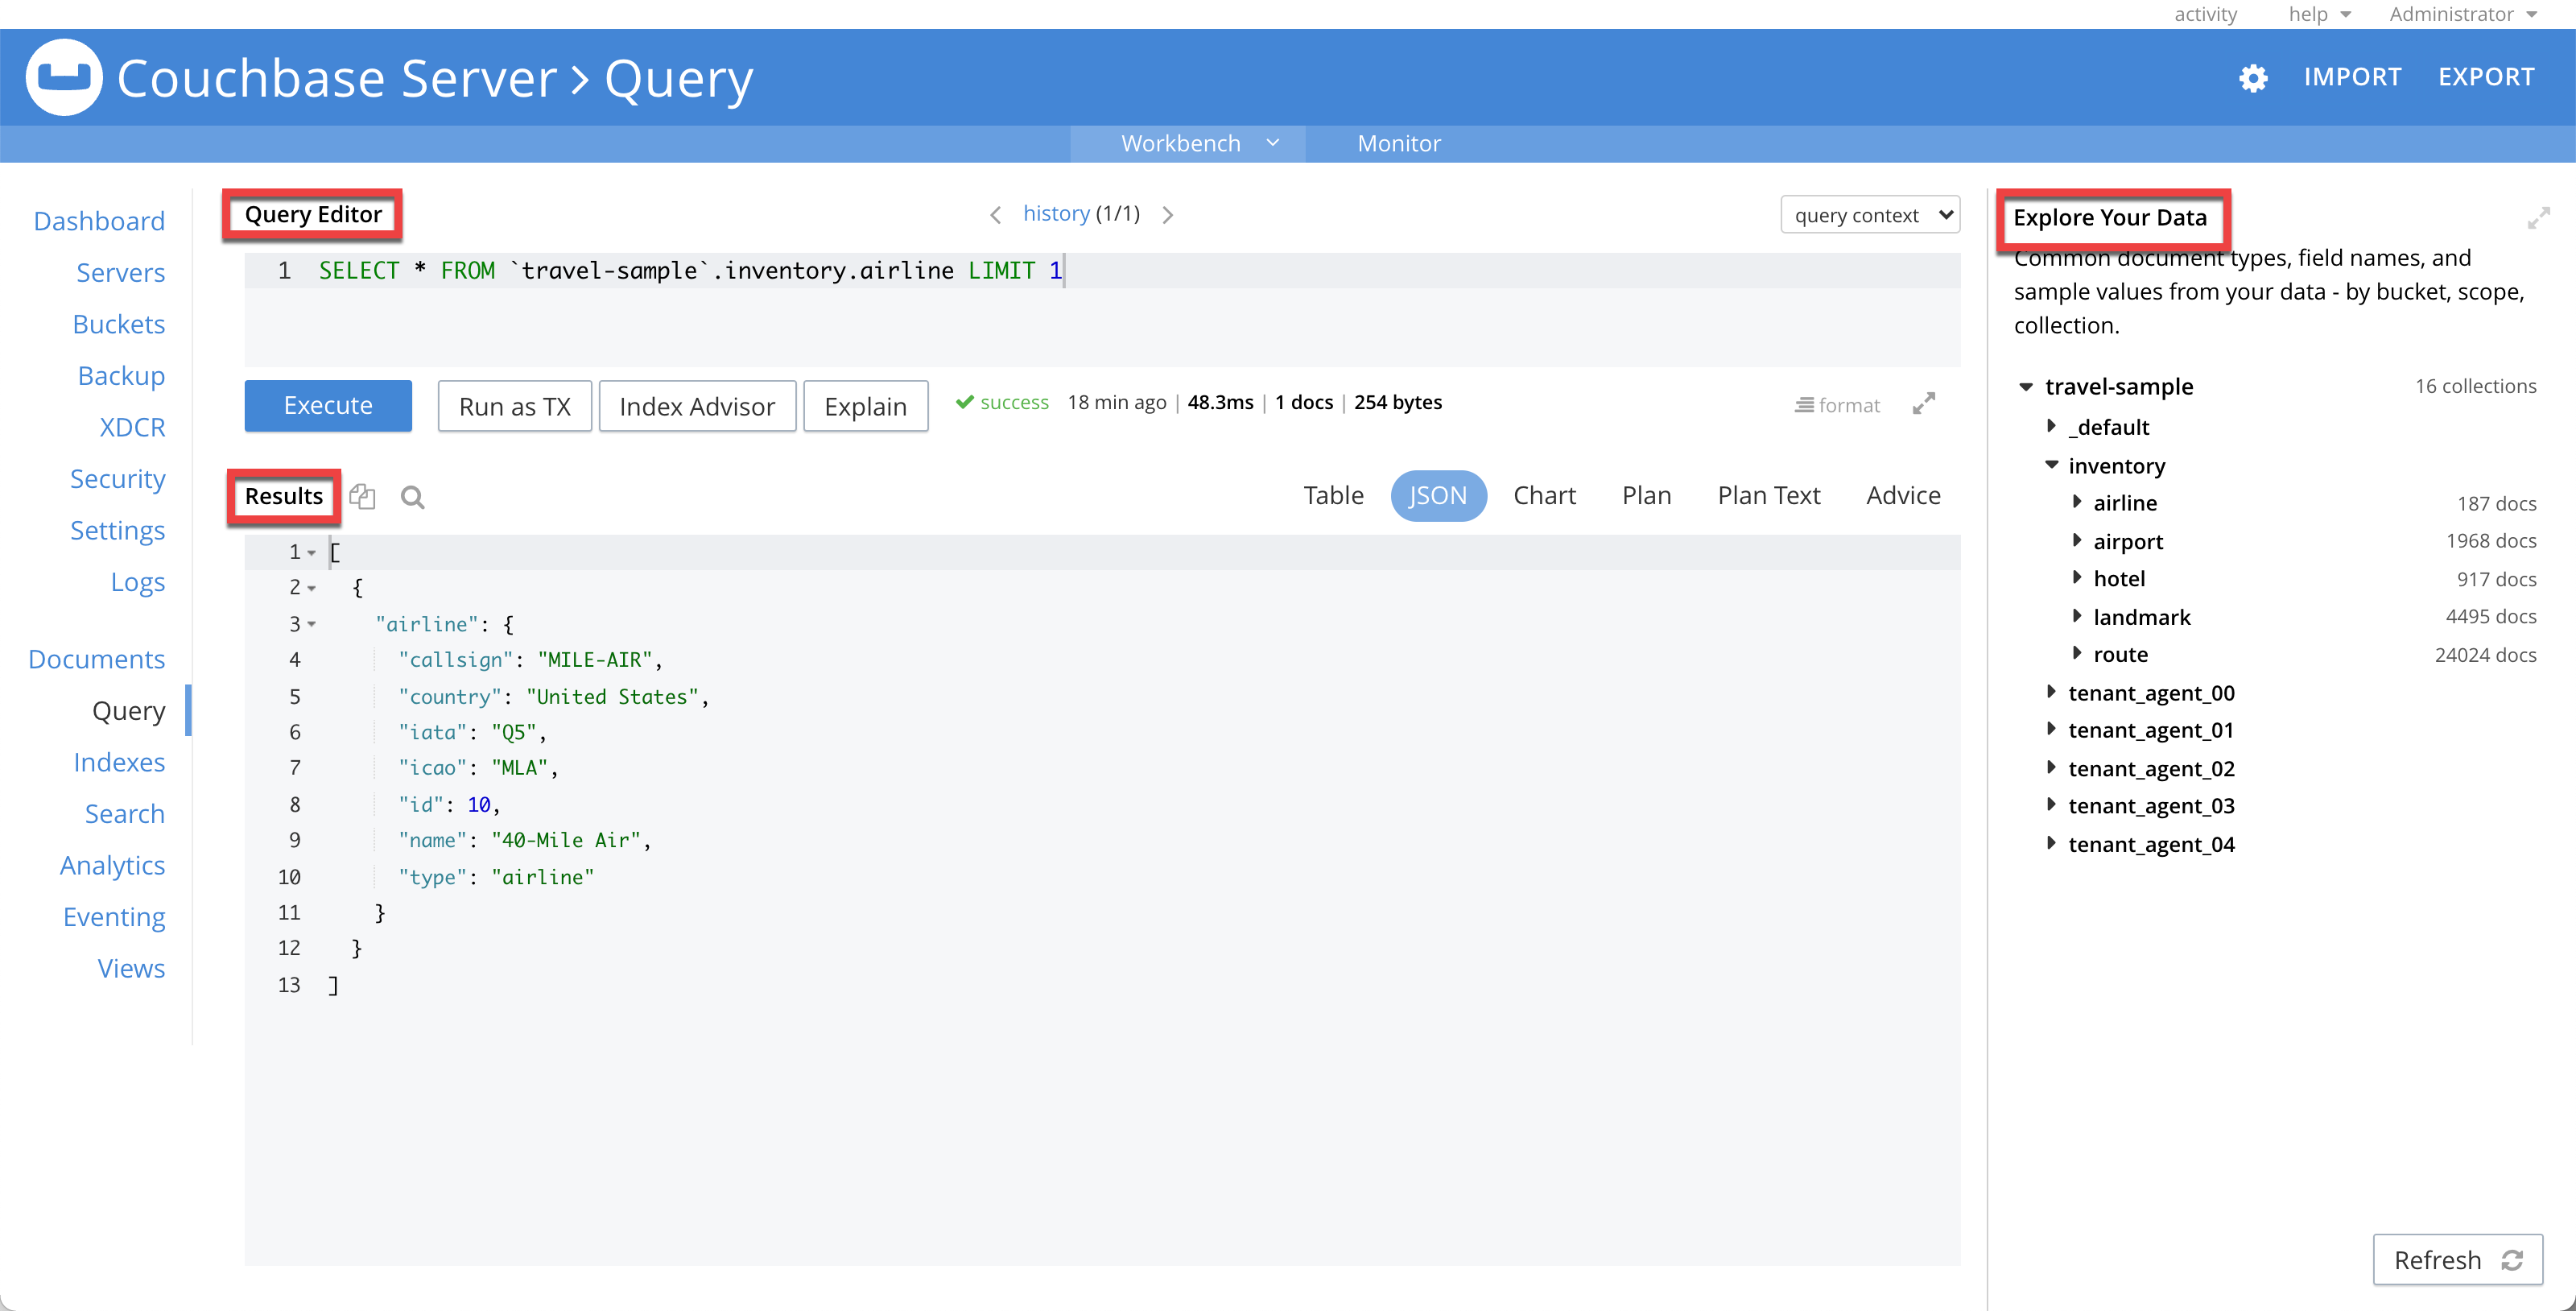 activity help Administrator
Couchbase Server > Query
IMPORT EXPORT
Workbench Monitor
Dashboard
Servers
Buckets
Backup
XDCR
Security
Settings
Logs
Documents
Query
Indexes
Search
Analytics
Eventing
Views
Query Editor
history (1/1)
query context
1 SELECT * FROM `travel-sample`.inventory.airline LIMIT 1
Execute Run as TX Index Advisor Explain
success 18 min ago | 48.3ms | 1 docs | 254 bytes
format
Results
Table JSON Chart Plan Plan Text Advice
1 [
2 {
3 "airline": {
4 "callsign": "MILE-AIR",
5 "country": "United States",
6 "iata": "Q5",
7 "icao": "MLA",
8 "id": 10,
9 "name": "40-Mile Air",
10 "type": "airline"
11 }
12 }
13 ]
Explore Your Data
Common document types, field names, and
sample values from your data - by bucket, scope,
collection.
travel-sample 16 collections
_default
inventory
airline 187 docs
airport 1968 docs
hotel 917 docs
landmark 4495 docs
route 24024 docs
tenant_agent_00
tenant_agent_01
tenant_agent_02
tenant_agent_03
tenant_agent_04
Refresh